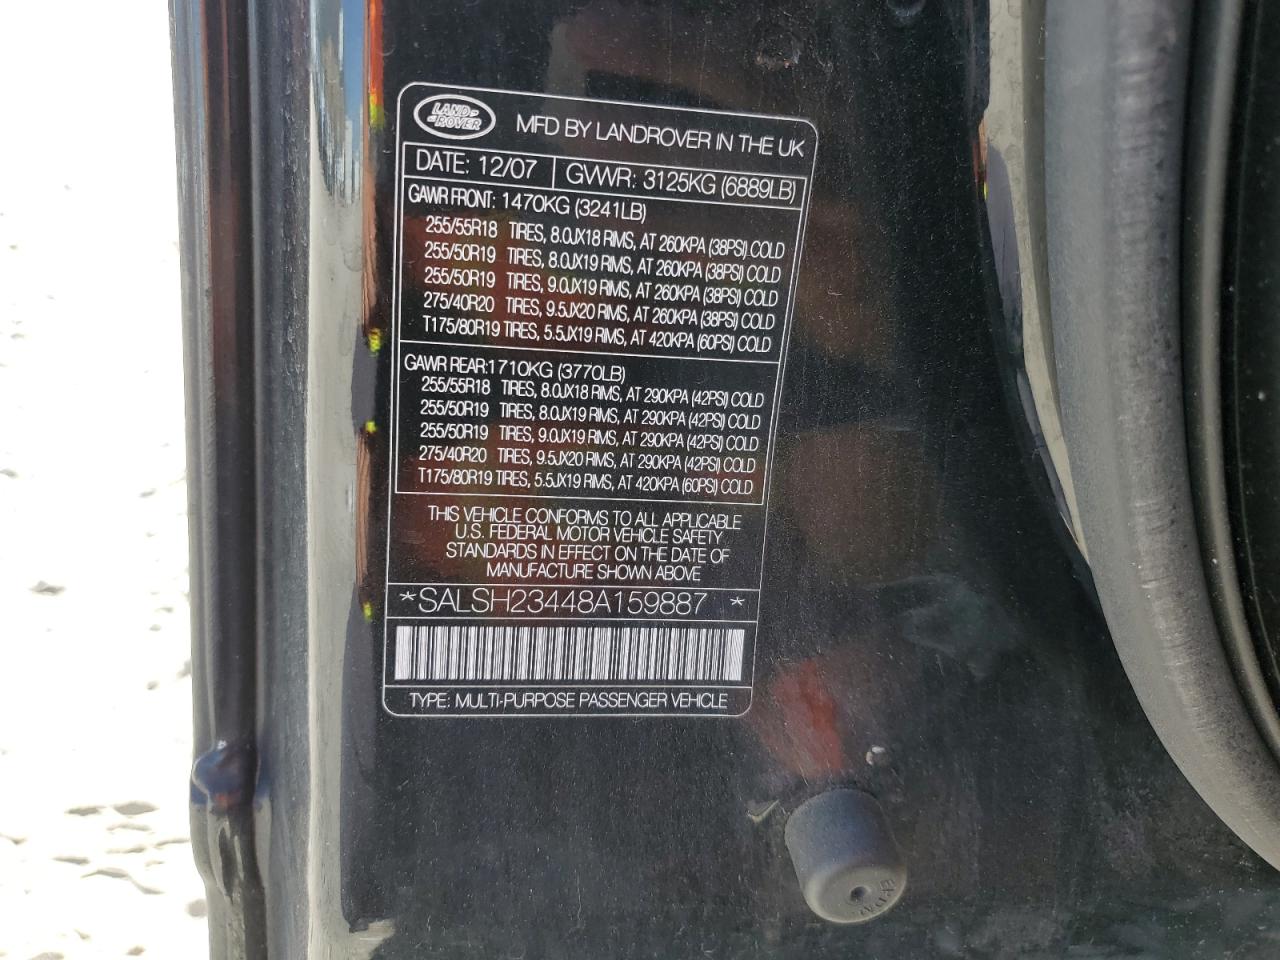 LAND-
-ROVER
MFD BY LANDROVER IN THE UK
DATE: 12/07 GWWR: 3125KG (6889LB)
GAWR FRONT: 1470KG (3241LB)
255/55R18 TIRES, 8.0JX18 RIMS, AT 260KPA (38PSI) COLD
255/50R19 TIRES, 8.0JX19 RIMS, AT 260KPA (38PSI) COLD
255/50R19 TIRES, 9.0JX19 RIMS, AT 260KPA (38PSI) COLD
275/40R20 TIRES, 9.5JX20 RIMS, AT 260KPA (38PSI) COLD
T175/80R19 TIRES, 5.5JX19 RIMS, AT 420KPA (60PSI) COLD
GAWR REAR:1710KG (3770LB)
255/55R18 TIRES, 8.0JX18 RIMS, AT 290KPA (42PSI) COLD
255/50R19 TIRES, 8.0JX19 RIMS, AT 290KPA (42PSI) COLD
255/50R19 TIRES, 9.0JX19 RIMS, AT 290KPA (42PSI) COLD
275/40R20 TIRES, 9.5JX20 RIMS, AT 290KPA (42PSI) COLD
T175/80R19 TIRES, 5.5JX19 RIMS, AT 420KPA (60PSI) COLD
THIS VEHICLE CONFORMS TO ALL APPLICABLE
U.S. FEDERAL MOTOR VEHICLE SAFETY
STANDARDS IN EFFECT ON THE DATE OF
MANUFACTURE SHOWN ABOVE
*SALSH23448A159887 *
TYPE: MULTI-PURPOSE PASSENGER VEHICLE